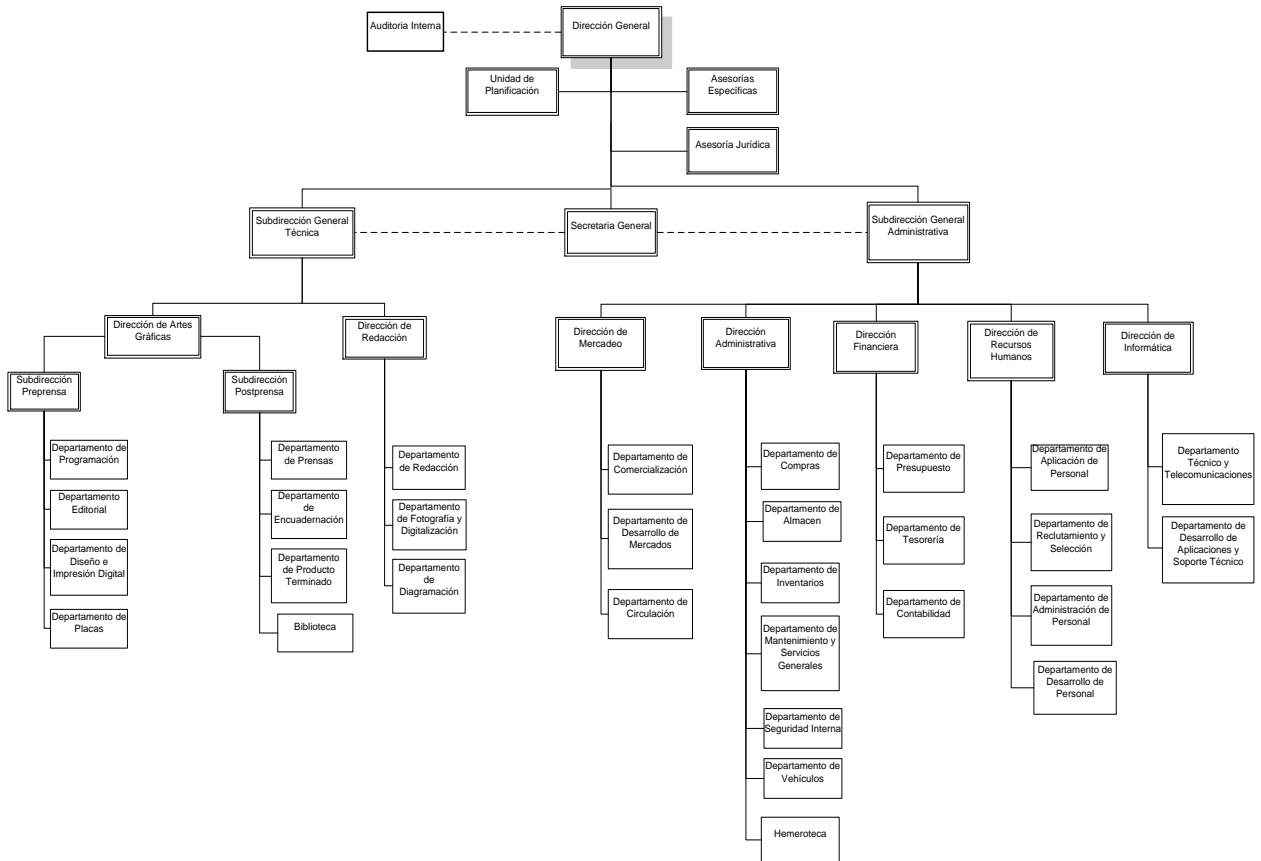 Auditoria Interna
Dirección General
Unidad de
Planificación
Asesorías
Específicas
Asesoría Jurídica
Subdirección General
Técnica
Secretaria General
Subdirección General
Administrativa
Dirección de Artes
Gráficas
Dirección de
Redacción
Dirección de
Mercadeo
Dirección
Administrativa
Dirección
Financiera
Dirección de
Recursos
Humanos
Dirección de
Informática
Subdirección
Preprensa
Subdirección
Postprensa
Departamento de
Programación
Departamento
Editorial
Departamento de
Diseño e
Impresión Digital
Departamento de
Placas
Departamento
de Prensas
Departamento
de
Encuadernación
Departamento
de Producto
Terminado
Biblioteca
Departamento
de Redacción
Departamento
de Fotografía y
Digitalización
Departamento
de
Diagramación
Departamento de
Comercialización
Departamento de
Desarrollo de
Mercados
Departamento de
Circulación
Departamento de
Compras
Departamento de
Almacen
Departamento de
Inventarios
Departamento de
Mantenimiento y
Servicios
Generales
Departamento de
Seguridad Interna
Departamento de
Vehículos
Hemeroteca
Departamento de
Presupuesto
Departamento de
Tesorería
Departamento de
Contabilidad
Departamento de
Aplicación de
Personal
Departamento de
Reclutamiento y
Selección
Departamento de
Administración de
Personal
Departamento de
Desarrollo de
Personal
Departamento
Técnico y
Telecomunicaciones
Departamento de
Desarrollo de
Aplicaciones y
Soporte Técnico